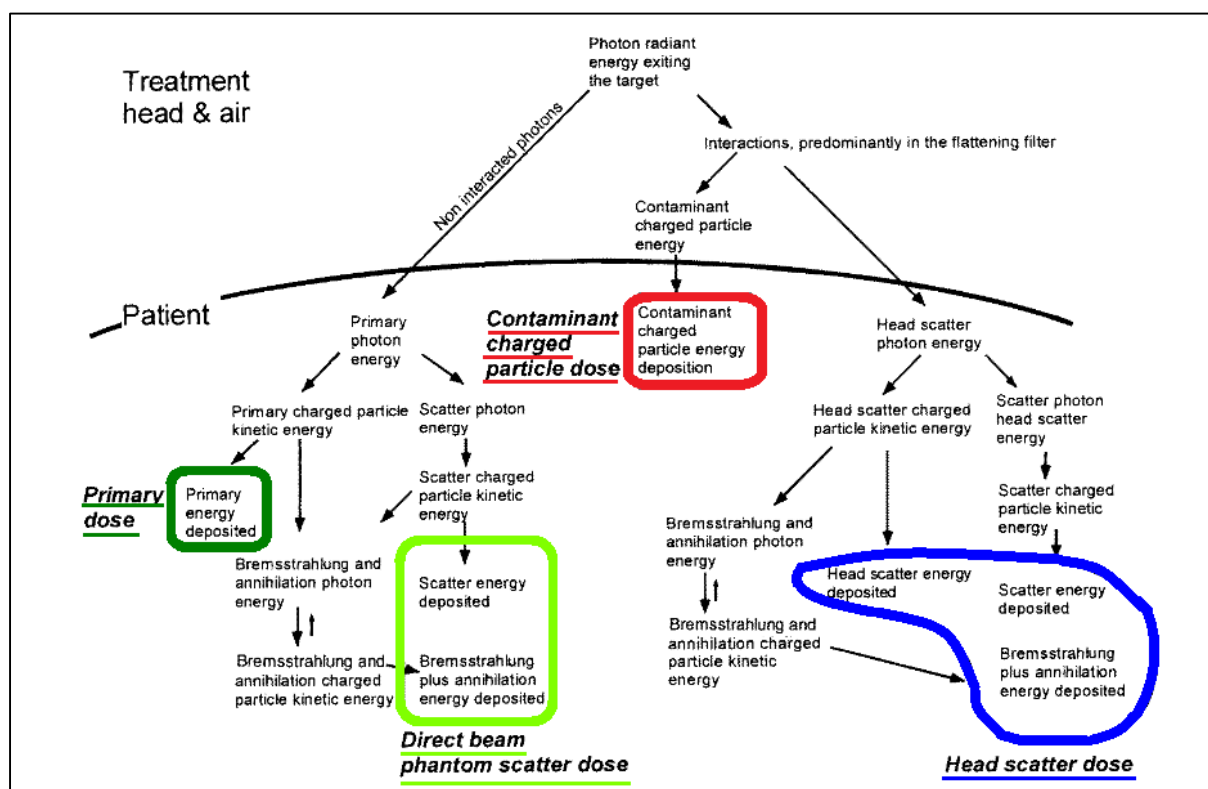 Treatment
head & air
Photon radiant
energy exiting
the target
Non interacted photons
Interactions, predominantly in the flattening filter
Contaminant
charged particle
energy
Patient
Primary
photon
energy
Contaminant
charged
particle dose
Contaminant
charged
particle energy
deposition
Head scatter
photon energy
Primary charged particle
kinetic energy
Scatter photon
energy
Head scatter charged
particle kinetic energy
Scatter photon
head scatter
energy
Primary
dose
Primary
energy
deposited
Scatter charged
particle kinetic
energy
Bremsstrahlung and
annihilation photon
energy
Scatter charged
particle kinetic
energy
Bremsstrahlung and
annihilation photon
energy
Scatter energy
deposited
Head scatter energy
deposited
Scatter energy
deposited
Bremsstrahlung and
annihilation charged
particle kinetic energy
Bremsstrahlung
plus annihilation
energy deposited
Bremsstrahlung and
annihilation charged
particle kinetic
energy
Bremsstrahlung
plus annihilation
energy deposited
Direct beam
phantom scatter dose
Head scatter dose